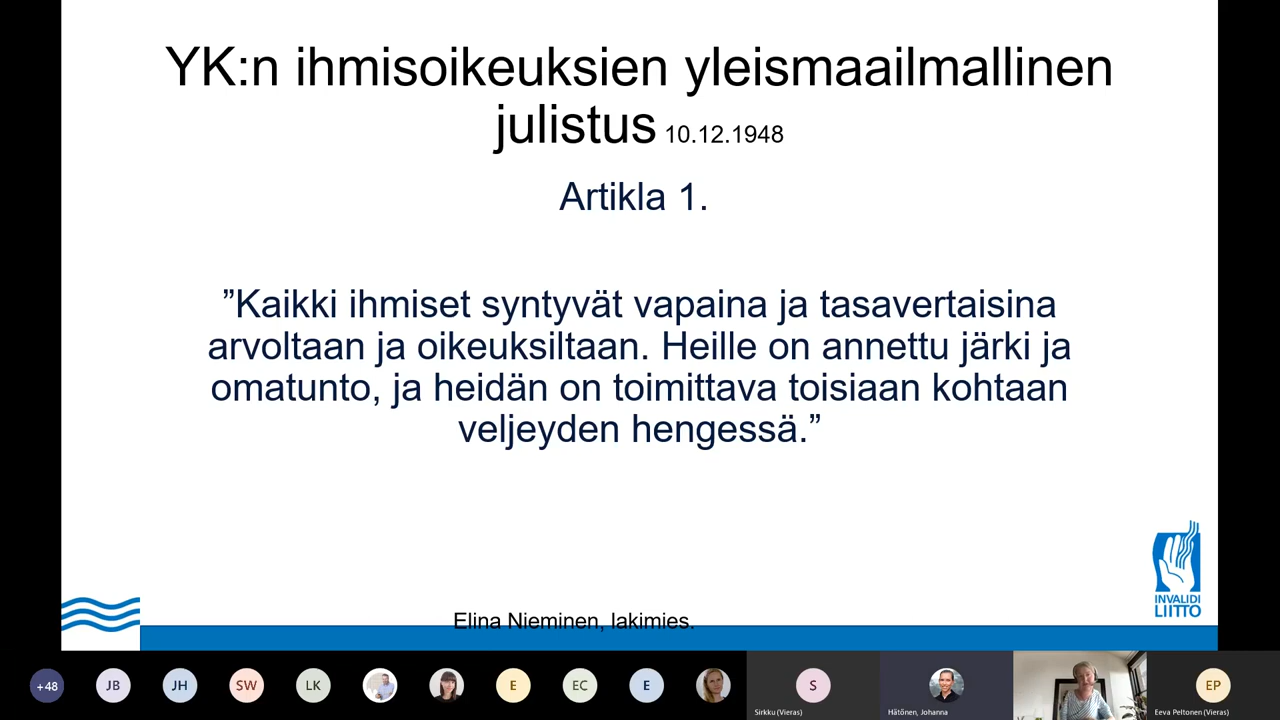 YK:n ihmisoikeuksien yleismaailmallinen
julistus 10.12.1948
Artikla 1.
”Kaikki ihmiset syntyvät vapaina ja tasavertaisina
arvoltaan ja oikeuksiltaan. Heille on annettu järki ja
omatunto, ja heidän on toimittava toisiaan kohtaan
veljeyden hengessä.”
INVALIDI
LIITTO
Elina Nieminen, lakimies.
+48 JB JH SW LK E EC E S EP
Sirkku (Vieras) Hätönen, Johanna Eeva Peltonen (Vieras)